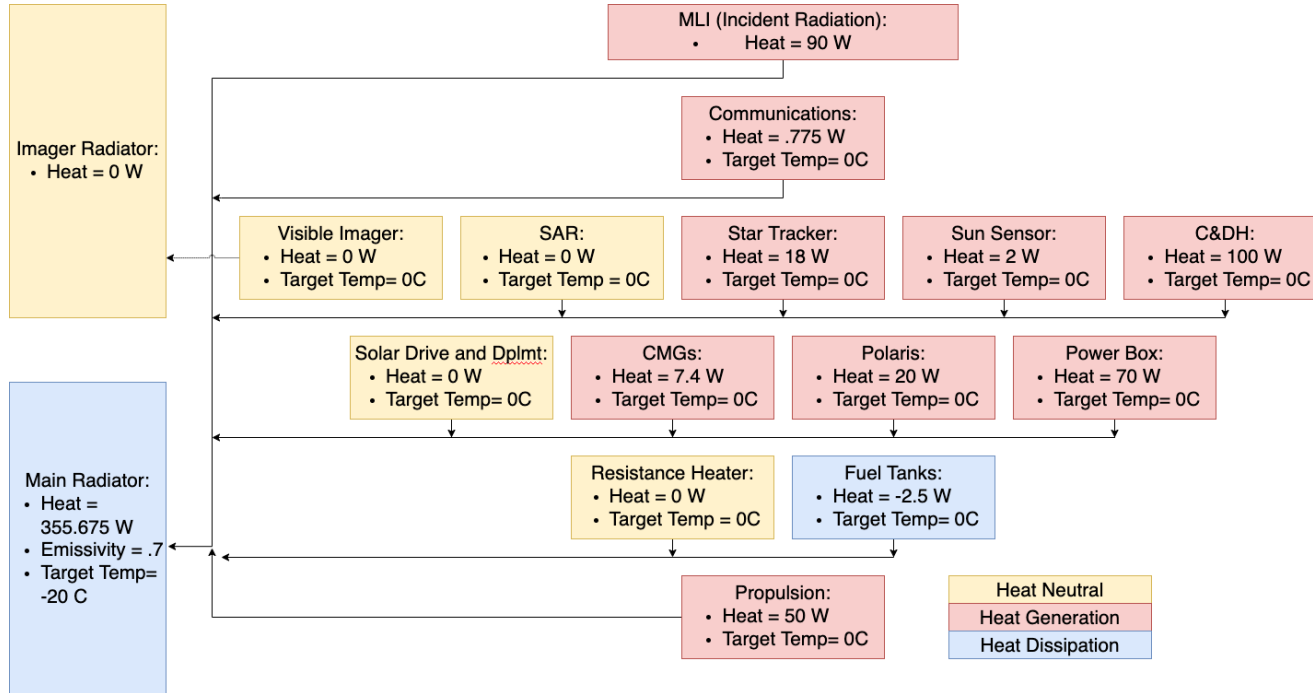 MLI (Incident Radiation):
• Heat = 90 W
Communications:
• Heat = .775 W
• Target Temp= 0C
Imager Radiator:
• Heat = 0 W
Visible Imager:
• Heat = 0 W
• Target Temp= 0C
SAR:
• Heat = 0 W
• Target Temp = 0C
Star Tracker:
• Heat = 18 W
• Target Temp= 0C
Sun Sensor:
• Heat = 2 W
• Target Temp= 0C
C&DH:
• Heat = 100 W
• Target Temp= 0C
Solar Drive and Dplmt:
• Heat = 0 W
• Target Temp= 0C
CMGs:
• Heat = 7.4 W
• Target Temp= 0C
Polaris:
• Heat = 20 W
• Target Temp= 0C
Power Box:
• Heat = 70 W
• Target Temp= 0C
Main Radiator:
• Heat =
355.675 W
• Emissivity = .7
• Target Temp=
-20 C
Resistance Heater:
• Heat = 0 W
• Target Temp = 0C
Fuel Tanks:
• Heat = -2.5 W
• Target Temp= 0C
Propulsion:
• Heat = 50 W
• Target Temp= 0C
Heat Neutral
Heat Generation
Heat Dissipation